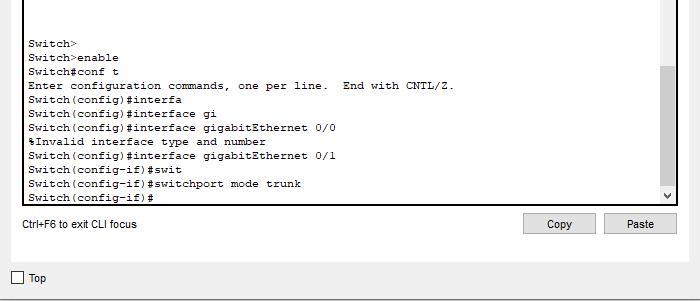 Switch>
Switch>enable
Switch#conf t
Enter configuration commands, one per line.  End with CNTL/Z.
Switch(config)#interfa
Switch(config)#interface gi
Switch(config)#interface gigabitEthernet 0/0
%Invalid interface type and number
Switch(config)#interface gigabitEthernet 0/1
Switch(config-if)#swit
Switch(config-if)#switchport mode trunk
Switch(config-if)#
Ctrl+F6 to exit CLI focus
Copy
Paste
Top